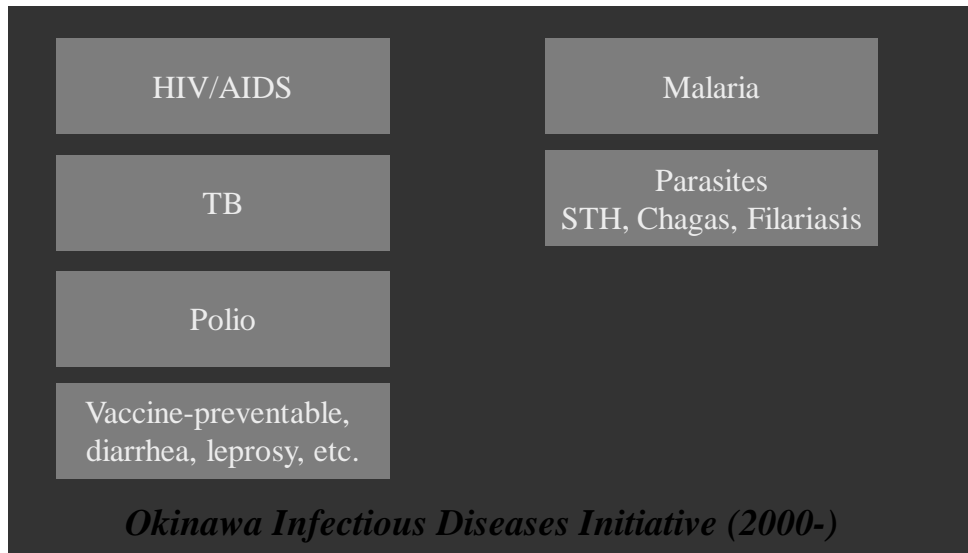 HIV/AIDS
TB
Polio
Vaccine-preventable,
diarrhea, leprosy, etc.
Malaria
Parasites
STH, Chagas, Filariasis
Okinawa Infectious Diseases Initiative (2000-)